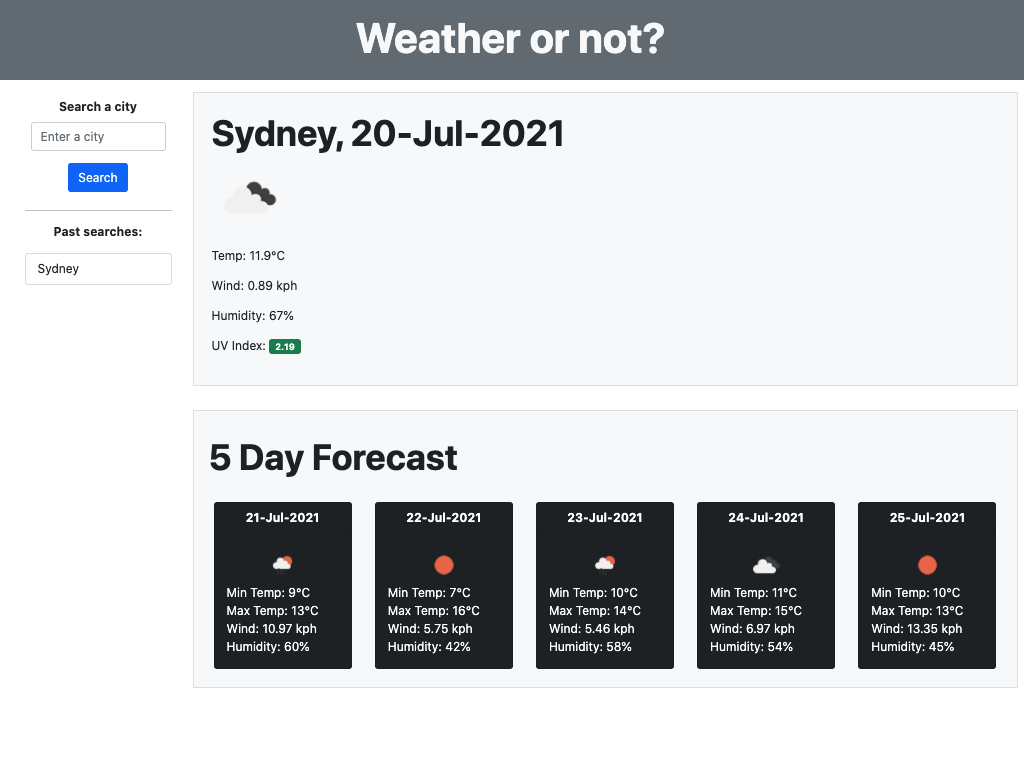 Weather or not?
Search a city
Enter a city
Search
Past searches:
Sydney
Sydney, 20-Jul-2021
Temp: 11.9°C
Wind: 0.89 kph
Humidity: 67%
UV Index: 2.19
5 Day Forecast
21-Jul-2021
Min Temp: 9°C
Max Temp: 13°C
Wind: 10.97 kph
Humidity: 60%
22-Jul-2021
Min Temp: 7°C
Max Temp: 16°C
Wind: 5.75 kph
Humidity: 42%
23-Jul-2021
Min Temp: 10°C
Max Temp: 14°C
Wind: 5.46 kph
Humidity: 58%
24-Jul-2021
Min Temp: 11°C
Max Temp: 15°C
Wind: 6.97 kph
Humidity: 54%
25-Jul-2021
Min Temp: 10°C
Max Temp: 13°C
Wind: 13.35 kph
Humidity: 45%